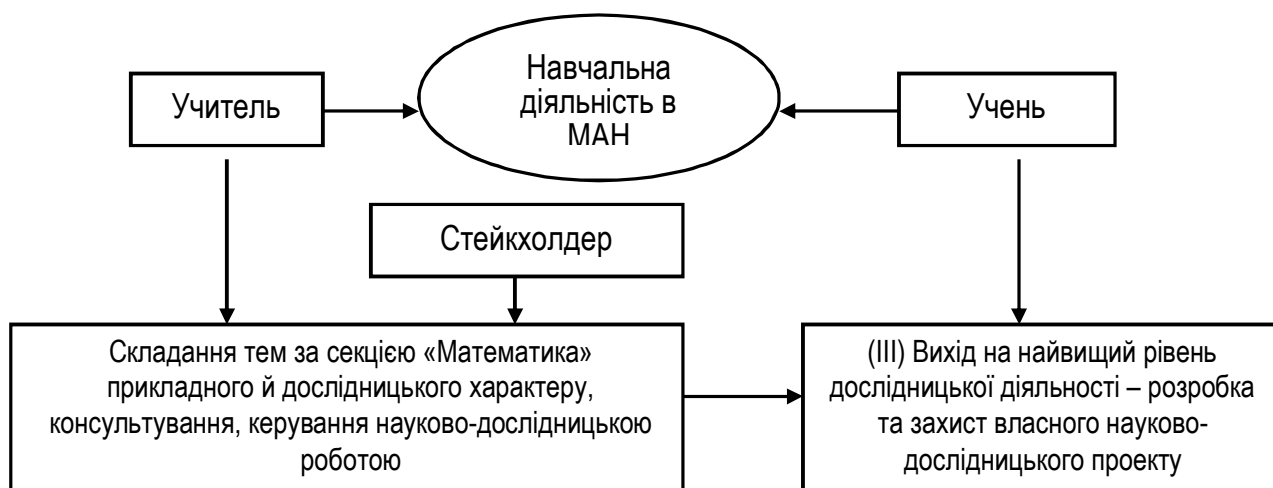 Навчальна
діяльність в
МАН
Учитель
Учень
Стейкхолдер
Складання тем за секцією «Математика»
прикладного й дослідницького характеру,
консультування, керування науково-дослідницькою
роботою
(ІІІ) Вихід на найвищий рівень
дослідницької діяльності – розробка
та захист власного науково-
дослідницького проекту